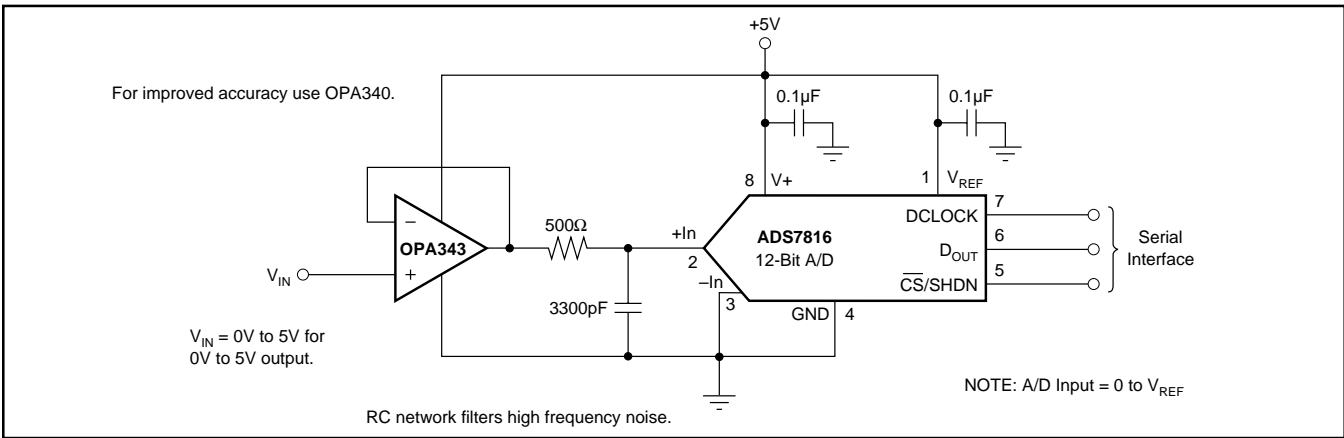 +5V
For improved accuracy use OPA340.
0.1µF
0.1µF
8 V+
1 VREF
7
DCLOCK
–
OPA343
+
500Ω
+In
2
ADS7816
12-Bit A/D
6
DOUT
Serial
Interface
5
CS/SHDN
VIN
–In
3
3300pF
GND 4
VIN = 0V to 5V for
0V to 5V output.
NOTE: A/D Input = 0 to VREF
RC network filters high frequency noise.